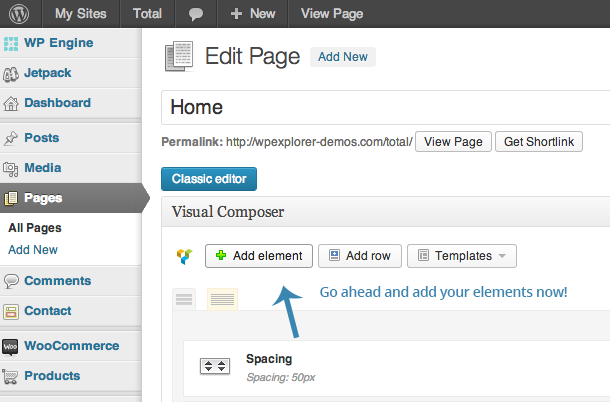 My Sites Total + New View Page
WP Engine
Jetpack
Dashboard
Posts
Media
Pages
All Pages
Add New
Comments
Contact
WooCommerce
Products
Edit Page Add New
Home
Permalink: http://wpexplorer-demos.com/total/ View Page Get Shortlink
Classic editor
Visual Composer
Add element Add row Templates
Go ahead and add your elements now!
Spacing
Spacing: 50px